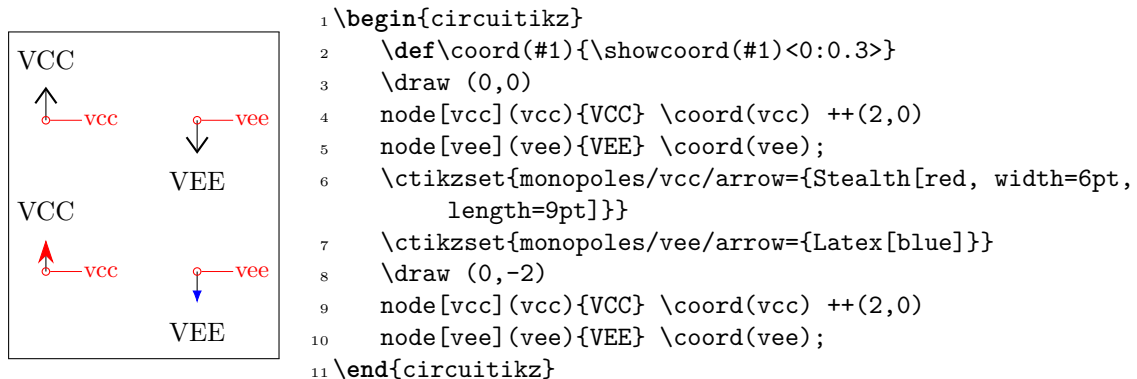 VCC
vcc
vee
VEE
VCC
vcc
vee
VEE
1 \begin{circuitikz}
2 \def\coord(#1){\showcoord(#1)<0:0.3>}
3 \draw (0,0)
4 node[vcc](vcc){VCC} \coord(vcc) ++(2,0)
5 node[vee](vee){VEE} \coord(vee);
6 \ctikzset{monopoles/vcc/arrow={Stealth[red, width=6pt,
length=9pt]}}
7 \ctikzset{monopoles/vee/arrow={Latex[blue]}}
8 \draw (0,-2)
9 node[vcc](vcc){VCC} \coord(vcc) ++(2,0)
10 node[vee](vee){VEE} \coord(vee);
11 \end{circuitikz}